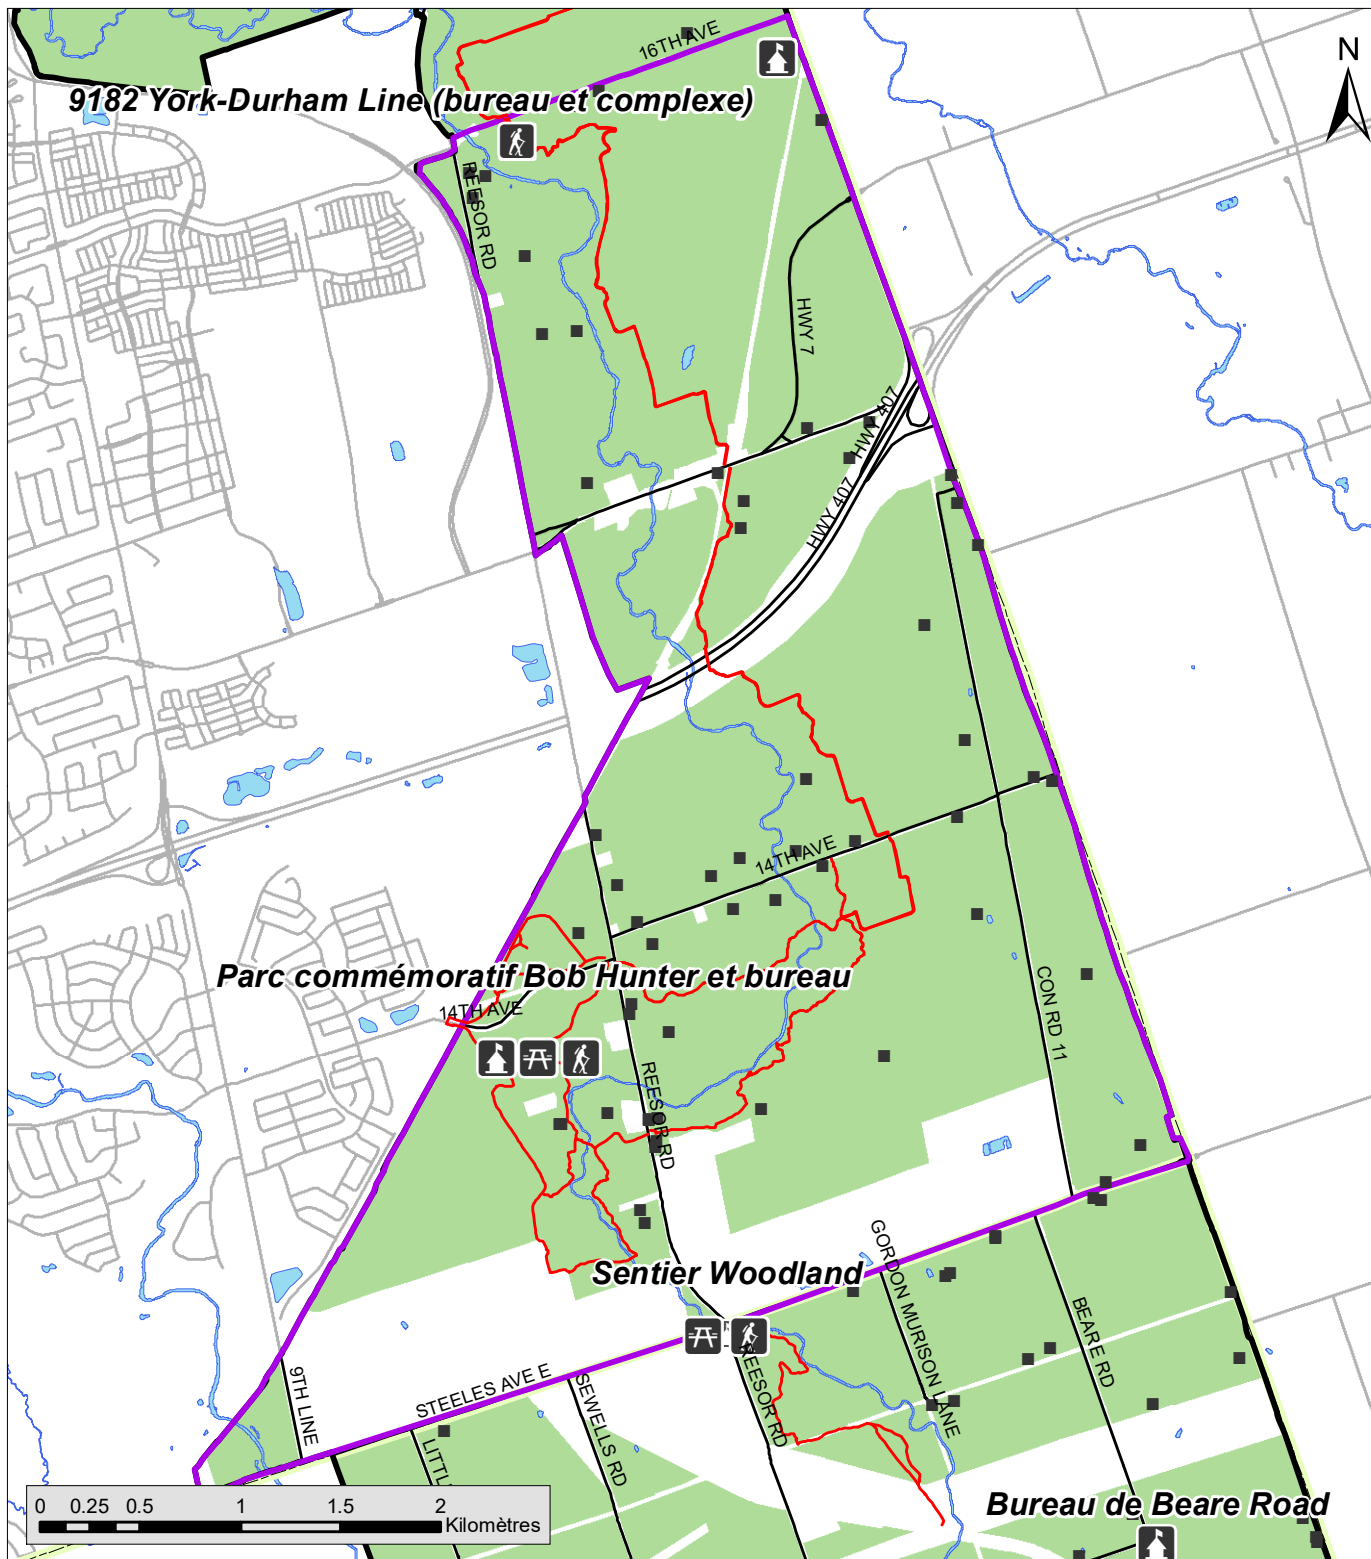 16TH AVE
N
9182 York-Durham Line (bureau et complexe)
REESOR RD
HWY 7
HWY 407
HWY 407
14TH AVE
Parc commémoratif Bob Hunter et bureau
14TH AVE
CON RD 11
REESOR RD
Sentier Woodland
GORDON MURISON LANE
BEARE RD
REESOR RD
9TH LINE
STEELES AVE E
SEWELLS RD
LITTL
Bureau de Beare Road
0 0.25 0.5 1 1.5 2
Kilomètres